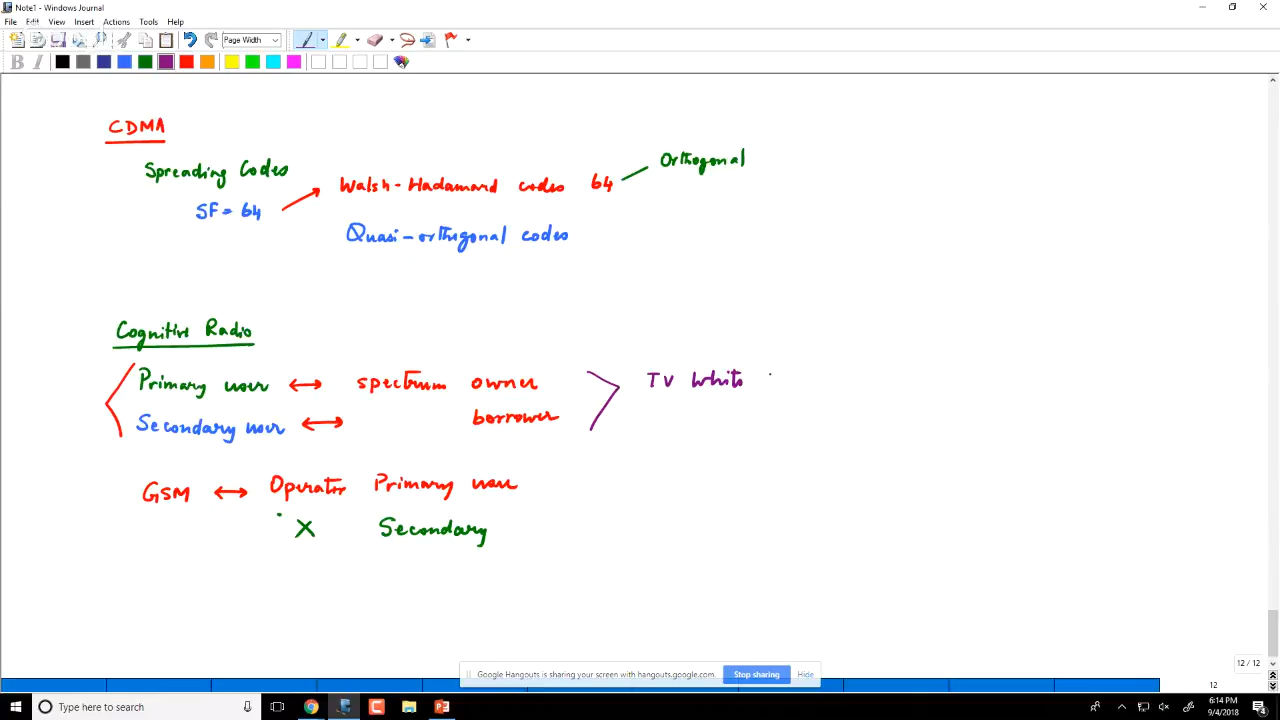 Note1 - Windows Journal
File Edit View Insert Actions Tools Help
Page Width
B I
CDMA
Spreading Codes
Orthogonal
SF = 64
Walsh-Hadamard codes 64
Quasi-orthogonal codes
Cognitive Radio
Primary user ↔ spectrum owner
TV White
Secondary user ↔ borrower
GSM ↔ Operator Primary user
X Secondary
Google Hangouts is sharing your screen with hangouts.google.com.
Stop sharing
Hide
12 / 12
12
Type here to search
6:14 PM
9/4/2018
4